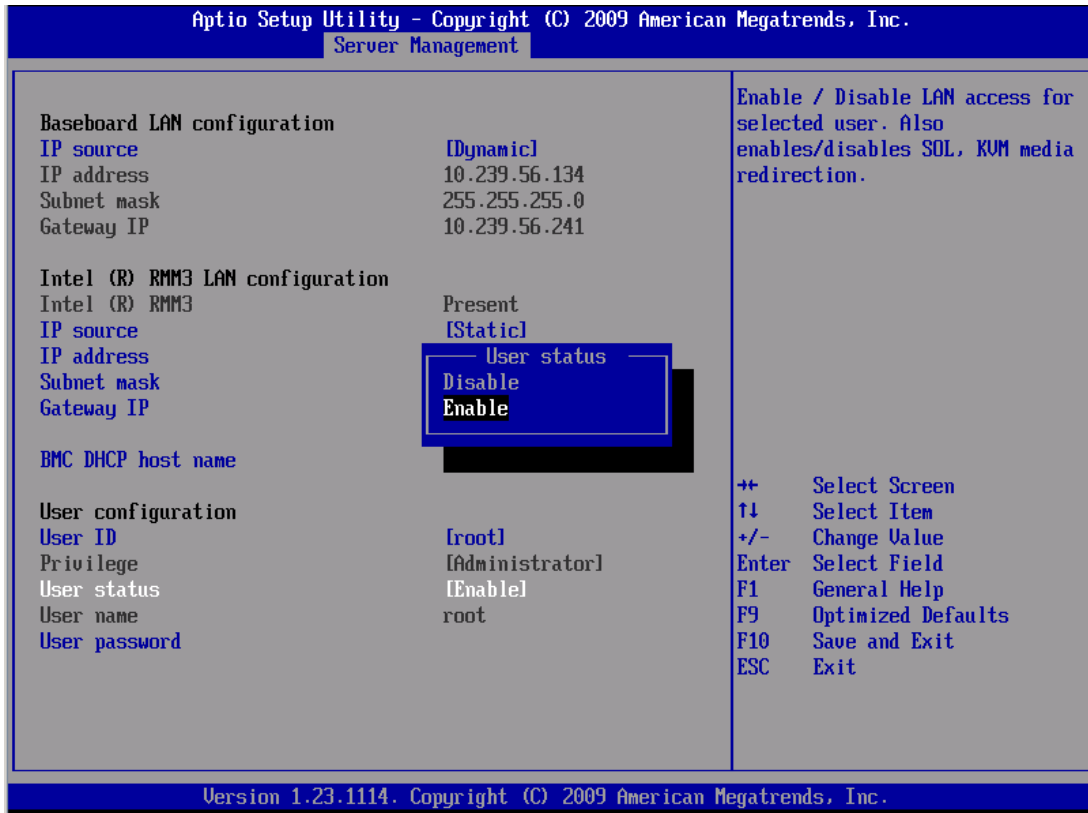 Aptio Setup Utility - Copyright (C) 2009 American Megatrends, Inc.
Server Management
Baseboard LAN configuration
IP source [Dynamic]
IP address 10.239.56.134
Subnet mask 255.255.255.0
Gateway IP 10.239.56.241
Intel (R) RMM3 LAN configuration
Intel (R) RMM3 Present
IP source [Static]
IP address
Subnet mask
Gateway IP
User status
Disable
Enable
BMC DHCP host name
User configuration
User ID [root]
Privilege [Administrator]
User status [Enable]
User name root
User password
Enable / Disable LAN access for
selected user. Also
enables/disables SOL, KVM media
redirection.
→← Select Screen
↑↓ Select Item
+/- Change Value
Enter Select Field
F1 General Help
F9 Optimized Defaults
F10 Save and Exit
ESC Exit
Version 1.23.1114. Copyright (C) 2009 American Megatrends, Inc.